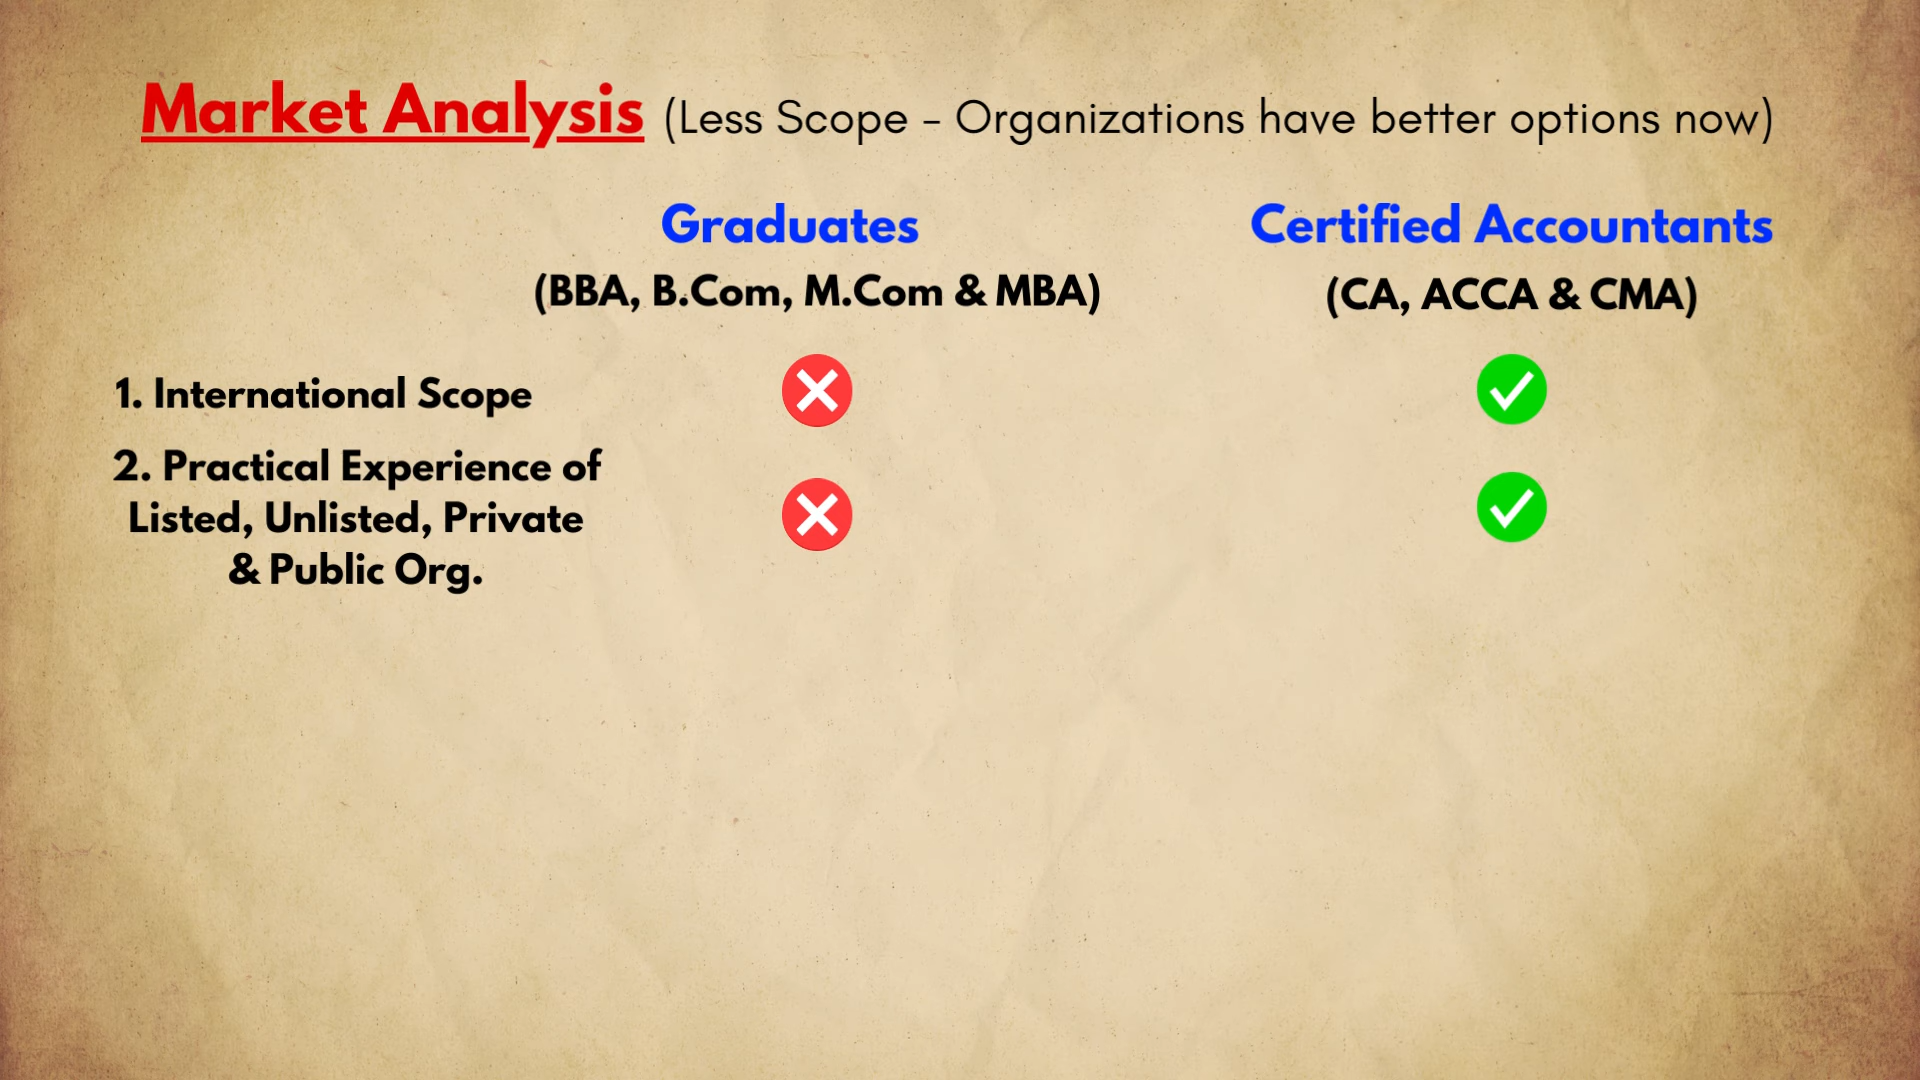 Market Analysis (Less Scope - Organizations have better options now)
Graduates
Certified Accountants
(BBA, B.Com, M.Com & MBA)
(CA, ACCA & CMA)
1. International Scope
2. Practical Experience of
Listed, Unlisted, Private
& Public Org.